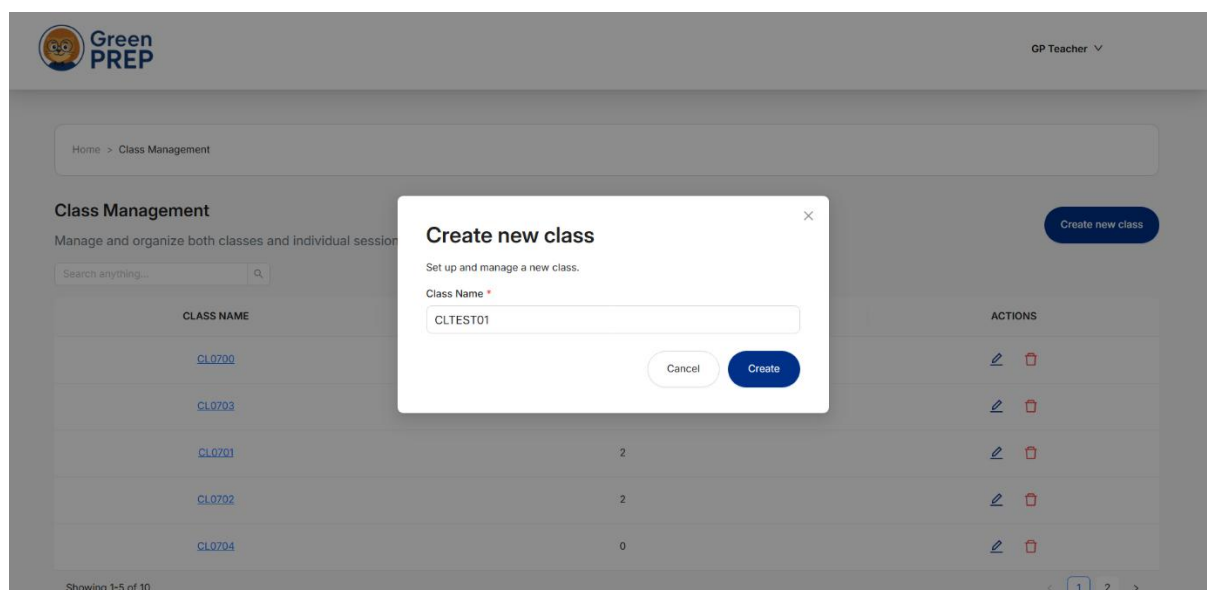 Green
PREP
GP Teacher
Home > Class Management
Class Management
Create new class
Manage and organize both classes and individual session
Search anything...
Create new class
Set up and manage a new class.
Class Name *
CLTEST01
Cancel
Create
CLASS NAME
ACTIONS
CL0700
CL0703
CL0701 2
CL0702 2
CL0704 0
Showing 1-5 of 10
< 1 2 >